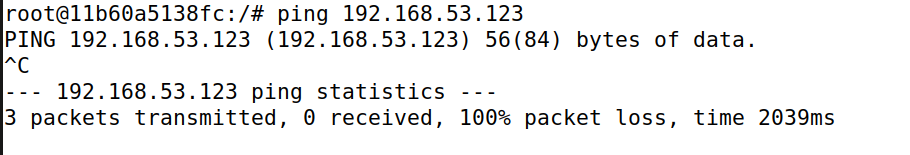 root@11b60a5138fc:/# ping 192.168.53.123
PING 192.168.53.123 (192.168.53.123) 56(84) bytes of data.
^C
--- 192.168.53.123 ping statistics ---
3 packets transmitted, 0 received, 100% packet loss, time 2039ms